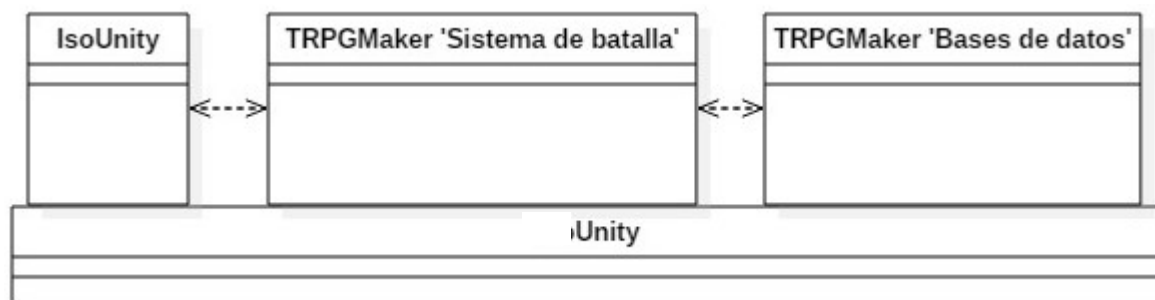 IsoUnity
TRPGMaker 'Sistema de batalla'
TRPGMaker 'Bases de datos'
Unity